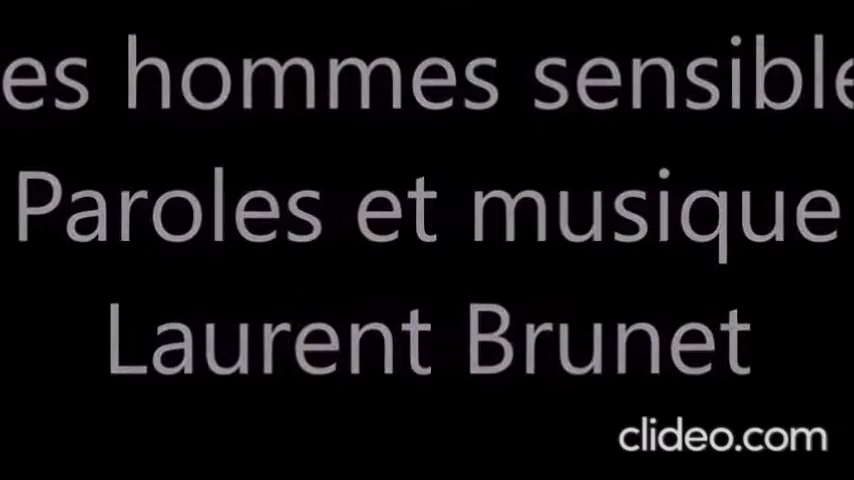 es hommes sensible
Paroles et musique
Laurent Brunet
clideo.com